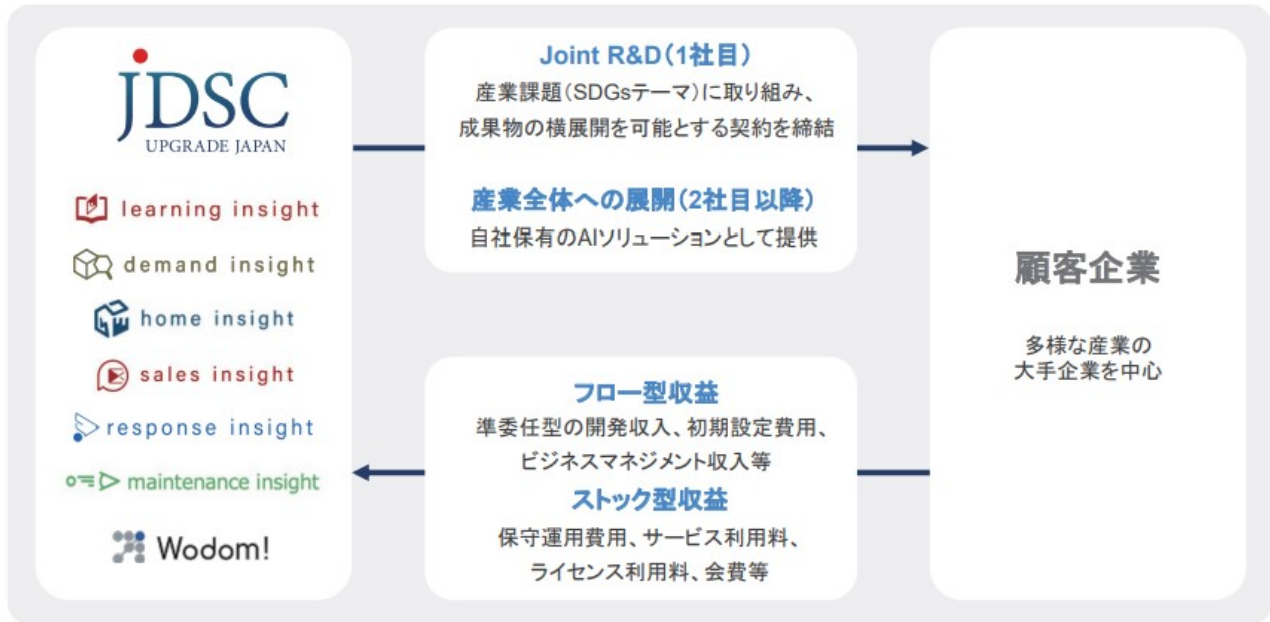 JDSC
UPGRADE JAPAN
learning insight
demand insight
home insight
sales insight
response insight
maintenance insight
Wodom!
Joint R&D(1社目)
産業課題(SDGsテーマ)に取り組み、
成果物の横展開を可能とする契約を締結
産業全体への展開(2社目以降)
自社保有のAIソリューションとして提供
フロー型収益
準委任型の開発収入、初期設定費用、
ビジネスマネジメント収入等
ストック型収益
保守運用費用、サービス利用料、
ライセンス利用料、会費等
顧客企業
多様な産業の
大手企業を中心